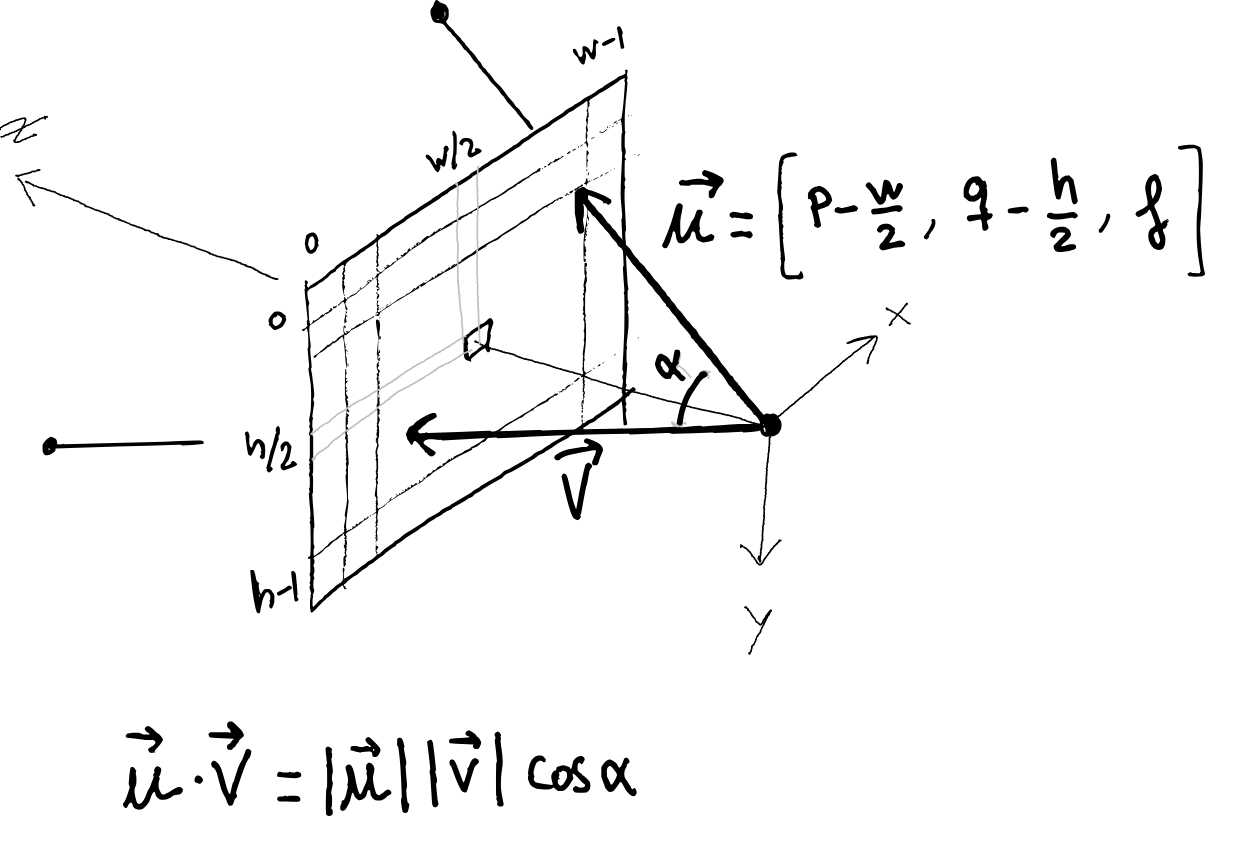 w-1
z
w/2
0
0
μ⃗ = [p - w/2, q - h/2, f]
x
α
h/2
V⃗
h-1
y
μ⃗ · V⃗ = |μ⃗| |V⃗| cos α